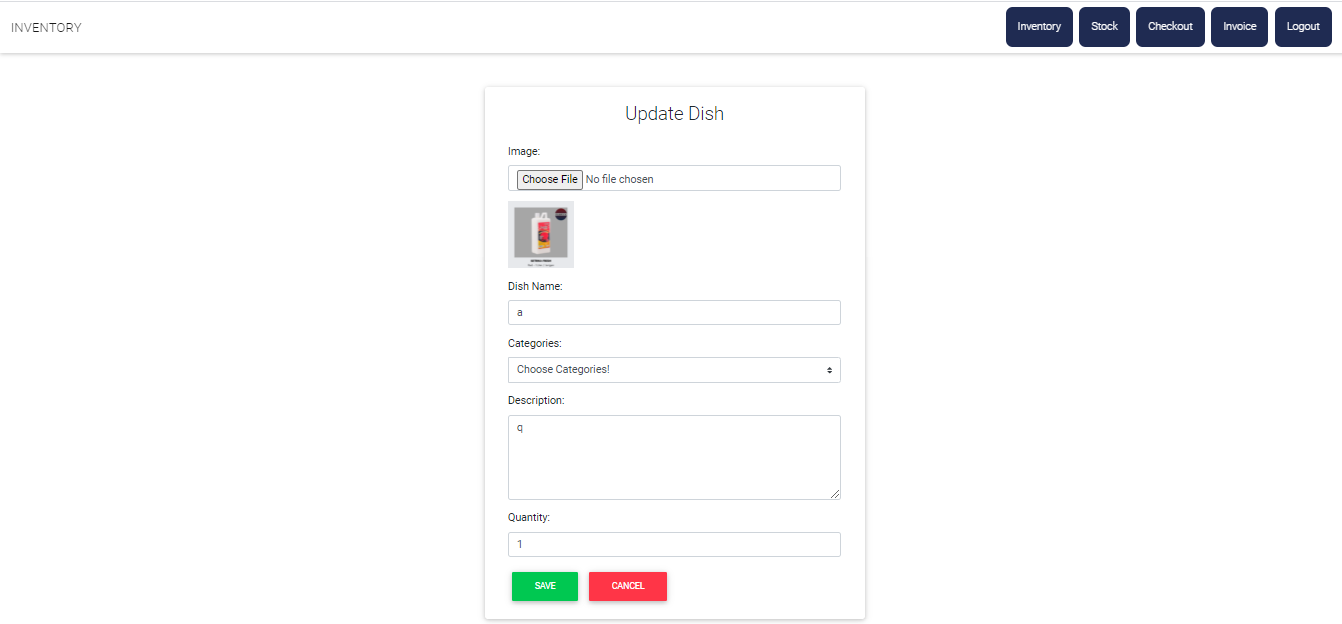 INVENTORY
Inventory Stock Checkout Invoice Logout
Update Dish
Image:
Choose File No file chosen
Dish Name:
a
Categories:
Choose Categories!
Description:
q
Quantity:
1
SAVE CANCEL